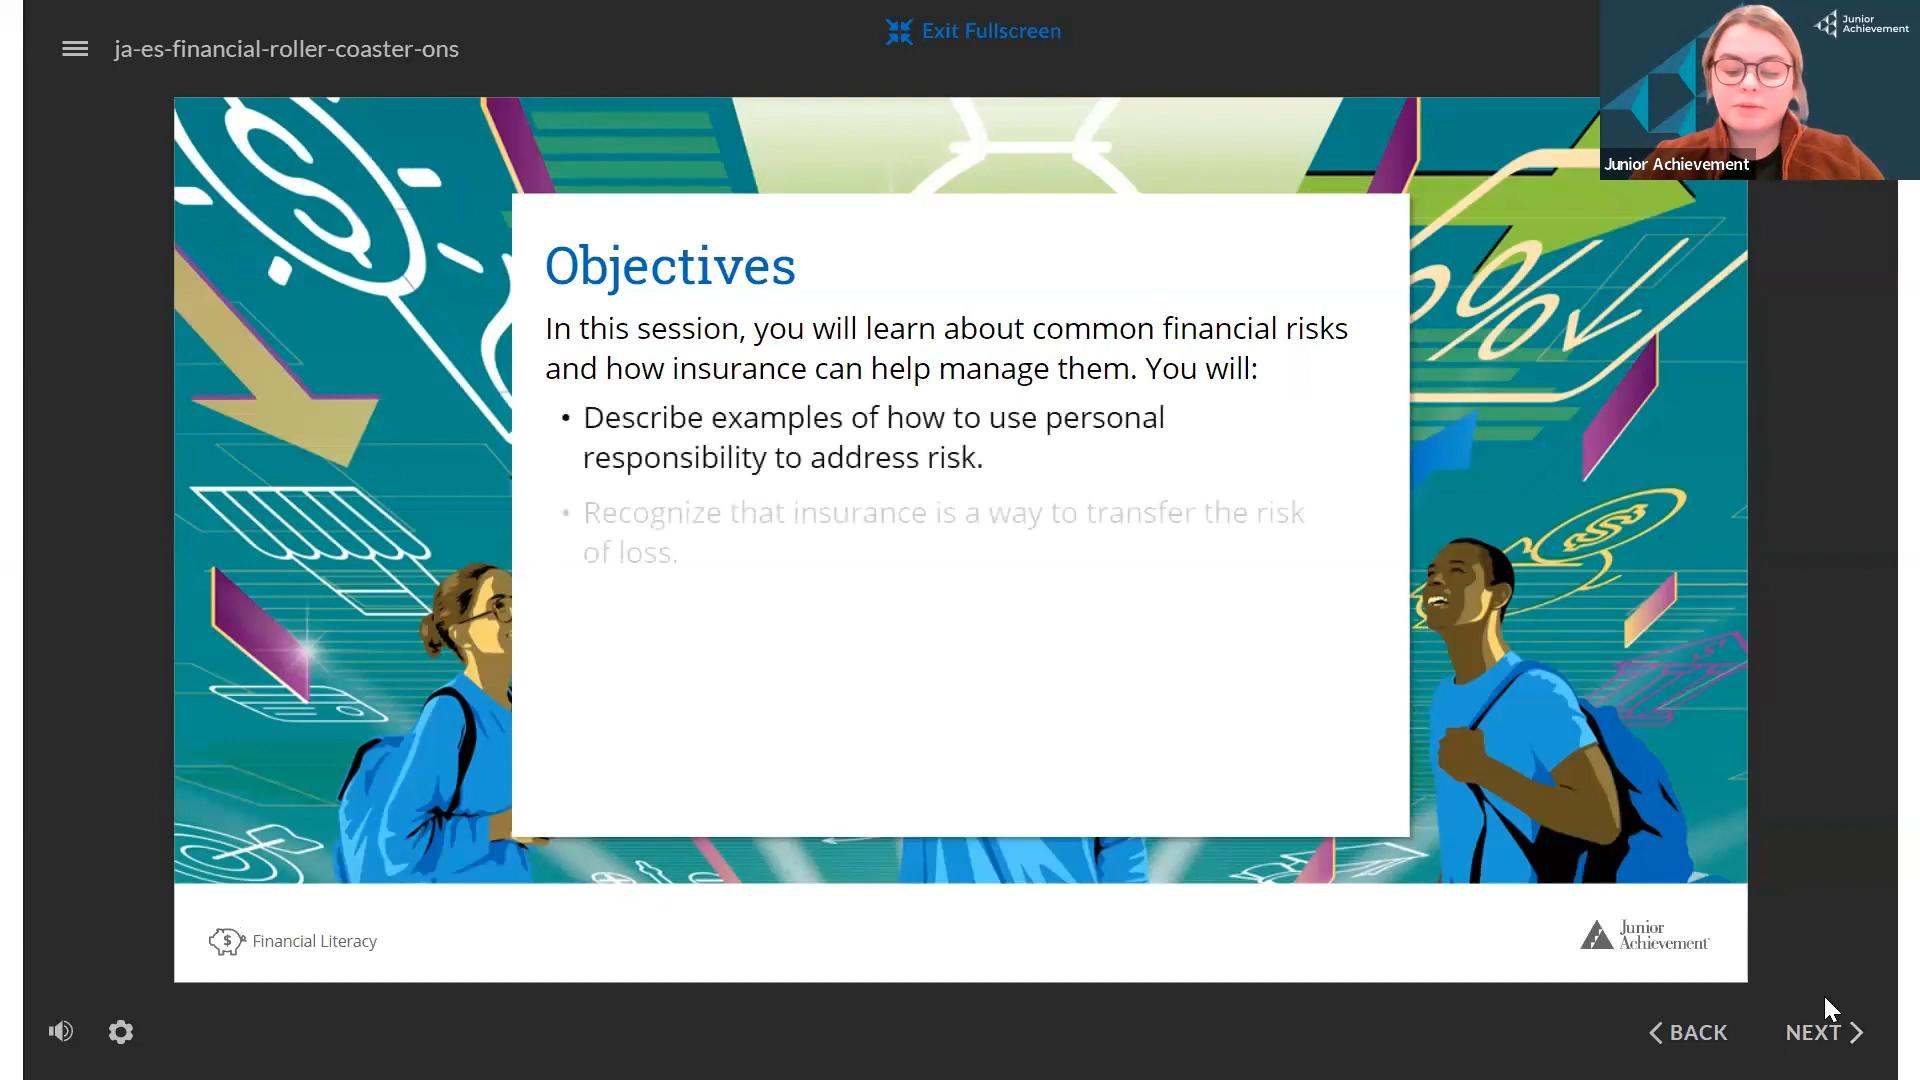 ja-es-financial-roller-coaster-ons
Exit Fullscreen
Junior
Achievement
Junior Achievement
$
%
Objectives
In this session, you will learn about common financial risks
and how insurance can help manage them. You will:
• Describe examples of how to use personal
responsibility to address risk.
• Recognize that insurance is a way to transfer the risk
of loss.
$
$ Financial Literacy
Junior
Achievement
BACK
NEXT